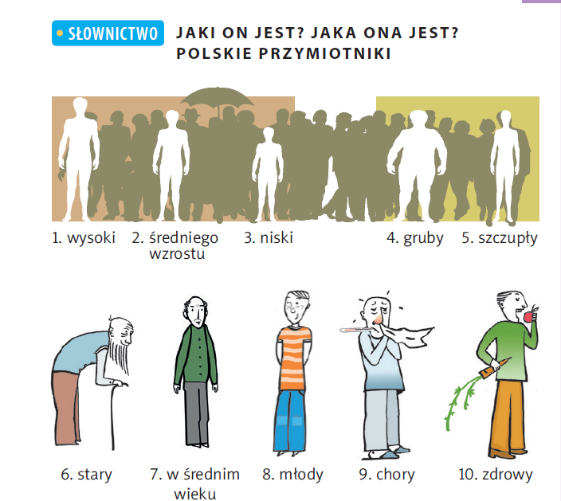 SŁOWNICTWO JAKI ON JEST? JAKA ONA JEST?
POLSKIE PRZYMIOTNIKI
1. wysoki 2. średniego wzrostu 3. niski 4. gruby 5. szczupły
6. stary 7. w średnim wieku 8. młody 9. chory 10. zdrowy